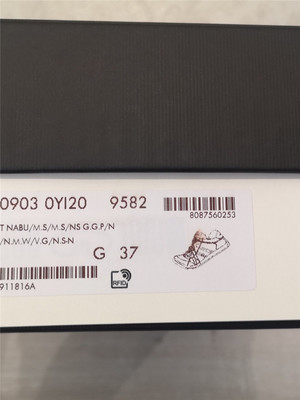 0903 0YI20 9582
8087560253
T NABU/M.S/M.S/NS G.G.P/N
/N.M.W/V.G/N.S-N
G 37
911816A
RFID